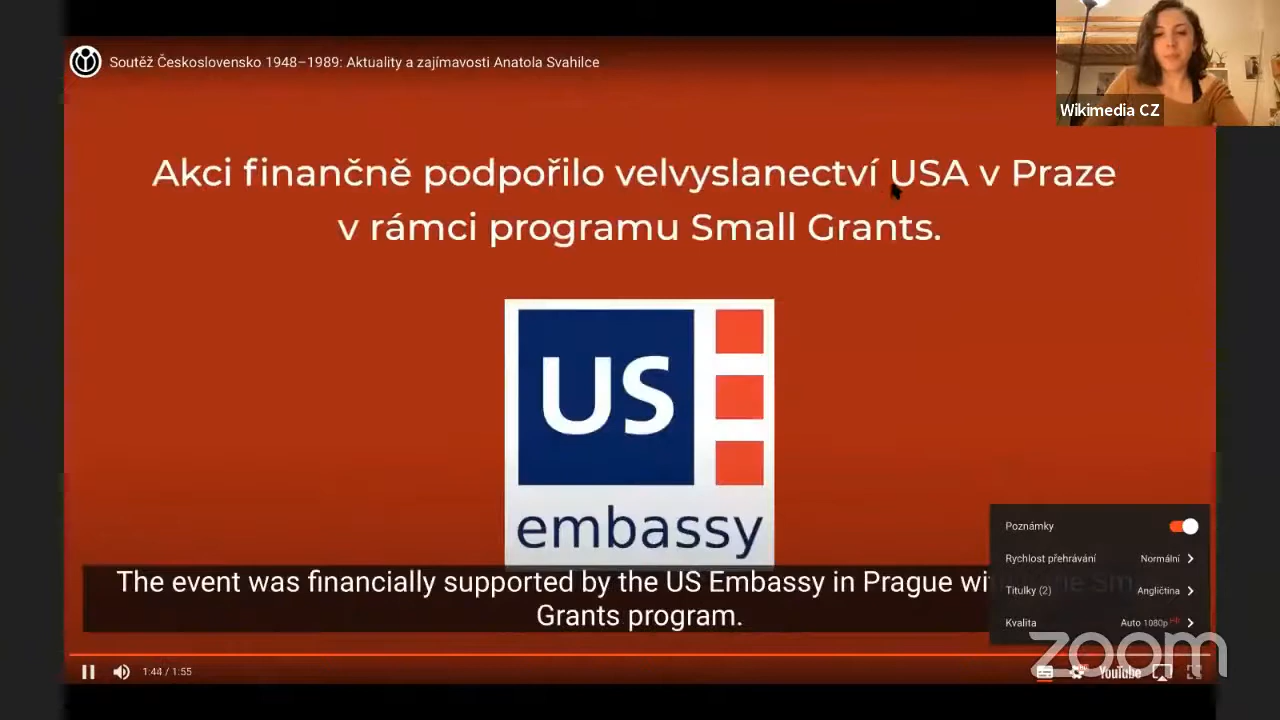 Soutěž Československo 1948–1989: Aktuality a zajímavosti Anatola Svahilce
Wikimedia CZ
Akci finančně podpořilo velvyslanectví USA v Praze
v rámci programu Small Grants.
US
embassy
The event was financially supported by the US Embassy in Prague
Grants program.
Poznámky
Rychlost přehrávání Normální
Titulky (2) Angličtina
Kvalita Auto 1080p HD
zoom
1:44 / 1:55
YouTube